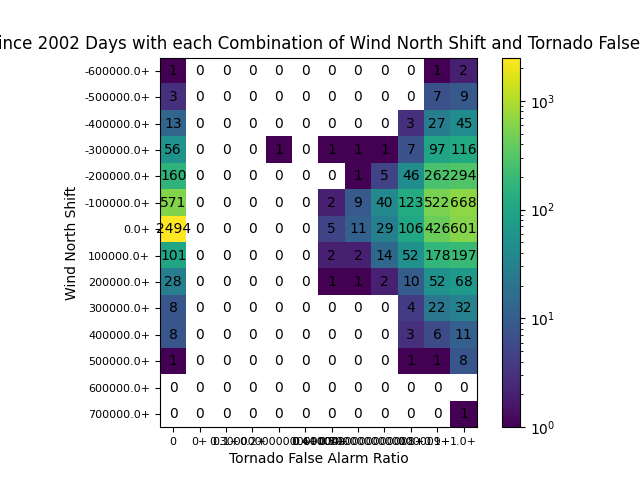 ince 2002 Days with each Combination of Wind North Shift and Tornado False
-600000.0+ 1 0 0 0 0 0 0 0 0 0 1 2
-500000.0+ 3 0 0 0 0 0 0 0 0 0 7 9
-400000.0+ 13 0 0 0 0 0 0 0 0 3 27 45
-300000.0+ 56 0 0 0 1 0 1 1 1 7 97 116
-200000.0+ 160 0 0 0 0 0 0 1 5 46 262 294
-100000.0+ 571 0 0 0 0 0 2 9 40 123 522 668
0.0+ 2494 0 0 0 0 0 5 11 29 106 426 601
100000.0+ 101 0 0 0 0 0 2 2 14 52 178 197
200000.0+ 28 0 0 0 0 0 1 1 2 10 52 68
300000.0+ 8 0 0 0 0 0 0 0 0 4 22 32
400000.0+ 8 0 0 0 0 0 0 0 0 3 6 11
500000.0+ 1 0 0 0 0 0 0 0 0 1 1 8
600000.0+ 0 0 0 0 0 0 0 0 0 0 0 0
700000.0+ 0 0 0 0 0 0 0 0 0 0 0 1
0 0+ 1.0+
Tornado False Alarm Ratio
Wind North Shift
10^3
10^2
10^1
10^0